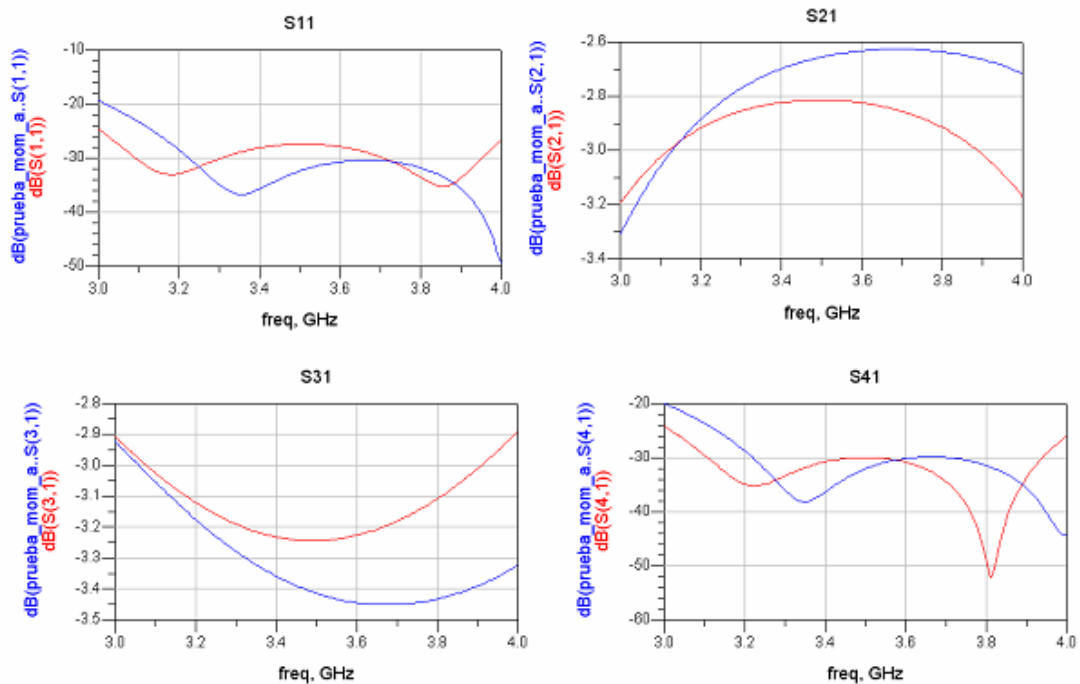 S11
dB(prueba_mom_a..S(1,1))
dB(S(1,1))
-10
-20
-30
-40
-50
3.0 3.2 3.4 3.6 3.8 4.0
freq, GHz
S21
dB(prueba_mom_a..S(2,1))
dB(S(2,1))
-2.6
-2.8
-3.0
-3.2
-3.4
3.0 3.2 3.4 3.6 3.8 4.0
freq, GHz
S31
dB(prueba_mom_a..S(3,1))
dB(S(3,1))
-2.8
-2.9
-3.0
-3.1
-3.2
-3.3
-3.4
-3.5
3.0 3.2 3.4 3.6 3.8 4.0
freq, GHz
S41
dB(prueba_mom_a..S(4,1))
dB(S(4,1))
-20
-30
-40
-50
-60
3.0 3.2 3.4 3.6 3.8 4.0
freq, GHz